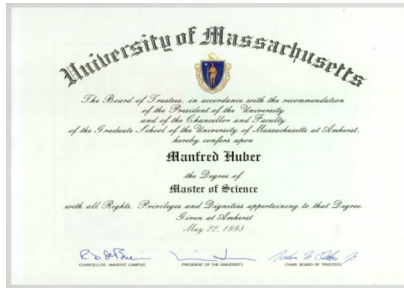 University of Massachusetts
The Board of Trustees, in accordance with the recommendation
of the President of the University
and of the Chancellor and Faculty
of the Graduate School of the University of Massachusetts at Amherst,
hereby confers upon
Manfred Huber
the Degree of
Master of Science
with all Rights, Privileges and Dignities appertaining to that Degree.
Given at Amherst
May 22, 1993
CHANCELLOR, AMHERST CAMPUS
PRESIDENT OF THE UNIVERSITY
CHAIR, BOARD OF TRUSTEES